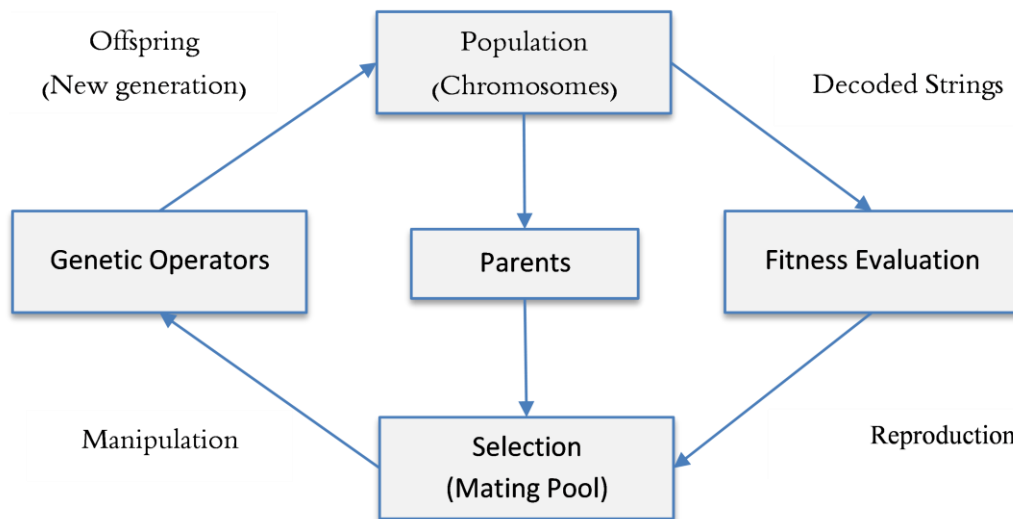 Offspring
(New generation)
Population
(Chromosomes)
Decoded Strings
Genetic Operators
Parents
Fitness Evaluation
Manipulation
Selection
(Mating Pool)
Reproduction